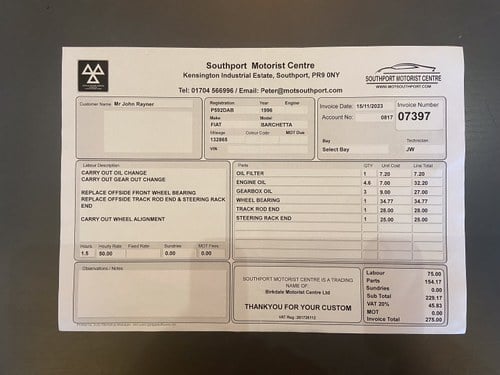 Southport Motorist Centre
Kensington Industrial Estate, Southport, PR9 0NY
Tel: 01704 566996 / Email: Peter@motsouthport.com
SOUTHPORT MOTORIST CENTRE
WWW.MOTSOUTHPORT.COM
Customer Name : Mr John Rayner
Registration Year Engine
P592DAB 1996
Make Model
FIAT BARCHETTA
Mileage Colour Code MOT Due
132865
VIN
Invoice Date: 15/11/2023
Account No: 0817
Invoice Number
07397
Bay Technician
Select Bay JW
Labour Description
CARRY OUT OIL CHANGE
CARRY OUT GEAR OUT CHANGE
REPLACE OFFSIDE FRONT WHEEL BEARING
REPLACE OFFSIDE TRACK ROD END & STEERING RACK
END
CARRY OUT WHEEL ALIGNMENT
Hours Hourly Rate Fixed Rate Sundries MOT Fees
1.5 50.00 0.00 0.00
Parts QTY Unit Cost Line Total
OIL FILTER 1 7.20 7.20
ENGINE OIL 4.6 7.00 32.20
GEARBOX OIL 3 9.00 27.00
WHEEL BEARING 1 34.77 34.77
TRACK ROD END 1 28.00 28.00
STEERING RACK END 1 25.00 25.00
Observations / Notes
SOUTHPORT MOTORIST CENTRE IS A TRADING
NAME OF
Birkdale Motorist Centre Ltd
THANKYOU FOR YOUR CUSTOM
VAT Reg:
Labour 75.00
Parts 154.17
Sundries 0.00
Sub Total 229.17
VAT 20% 45.83
MOT 0.00
Invoice Total 275.00